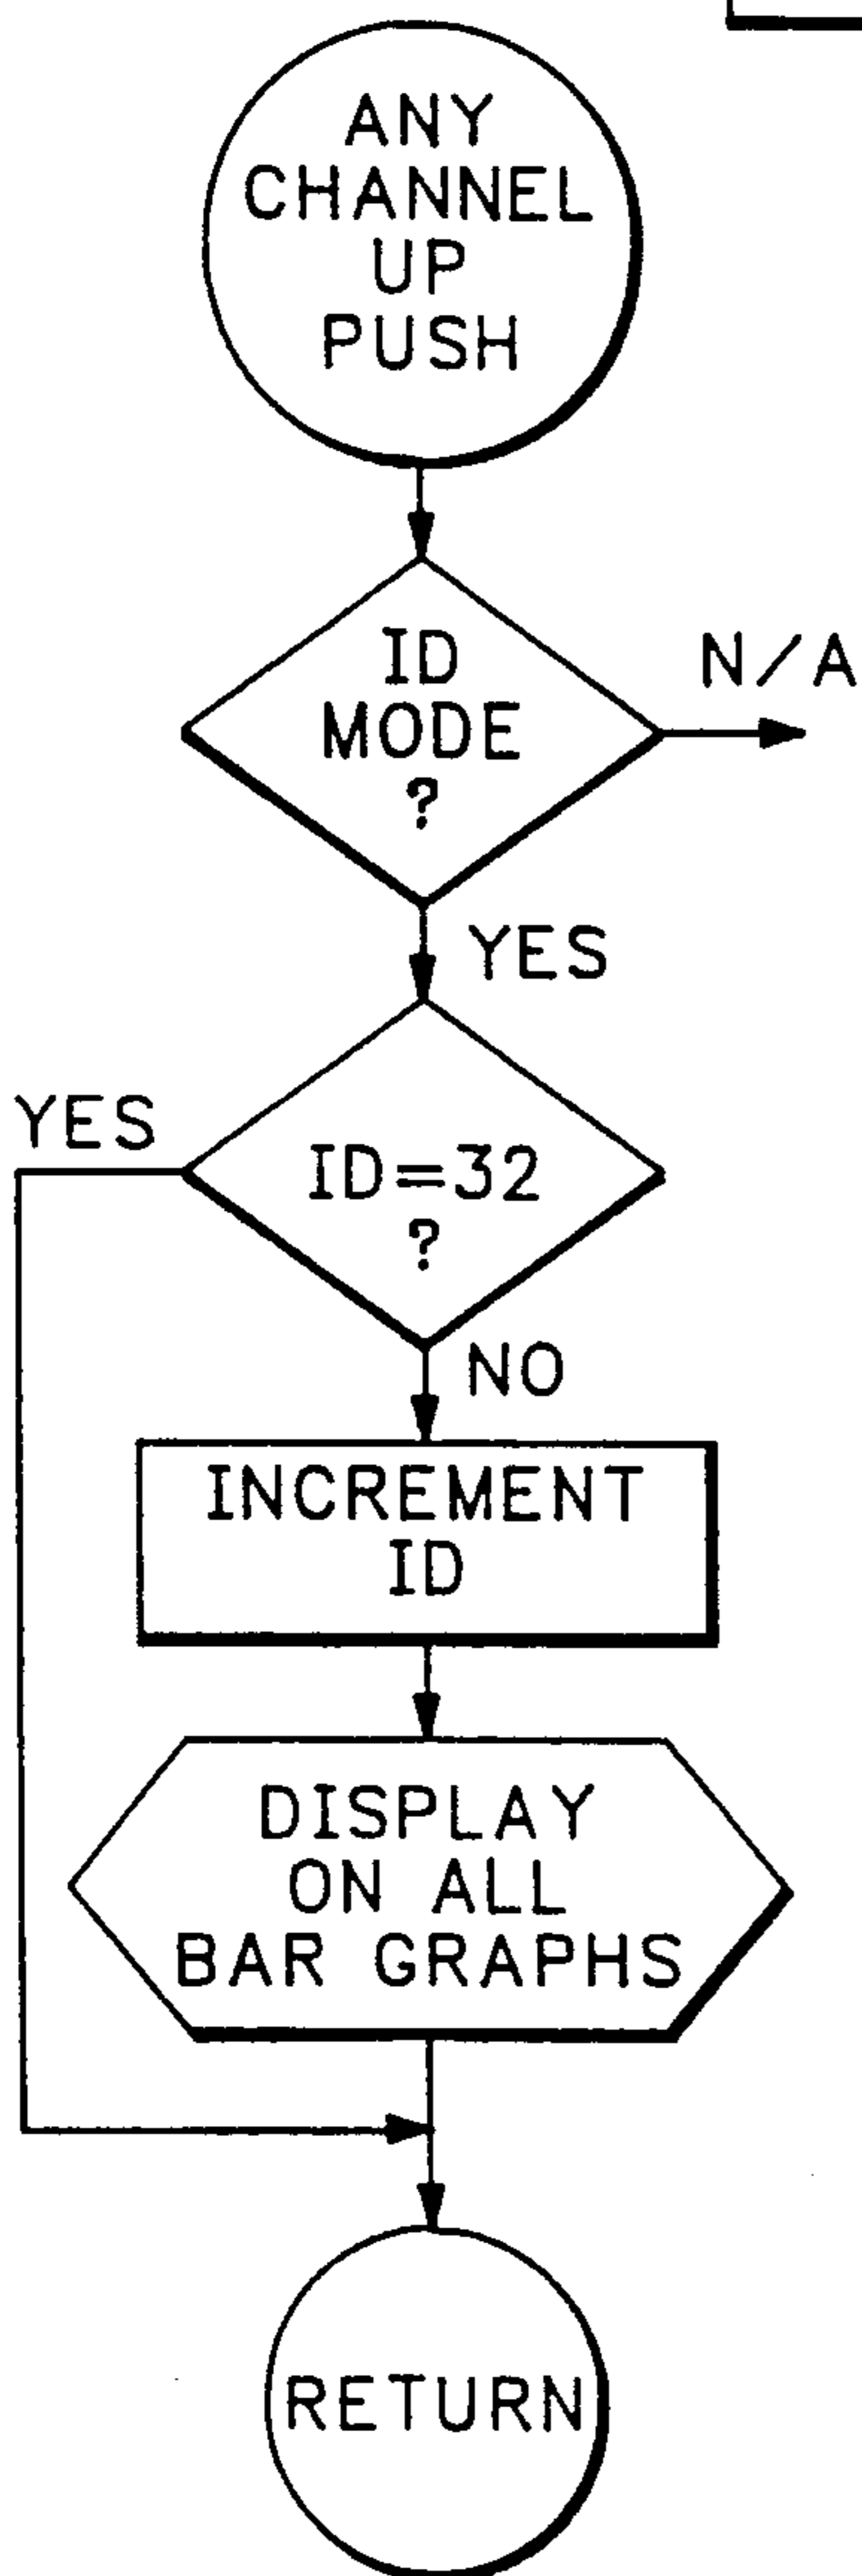 ANY
CHANNEL
UP
PUSH
ID
MODE
?
N/A
YES
YES
ID=32
?
NO
INCREMENT
ID
DISPLAY
ON ALL
BAR GRAPHS
RETURN